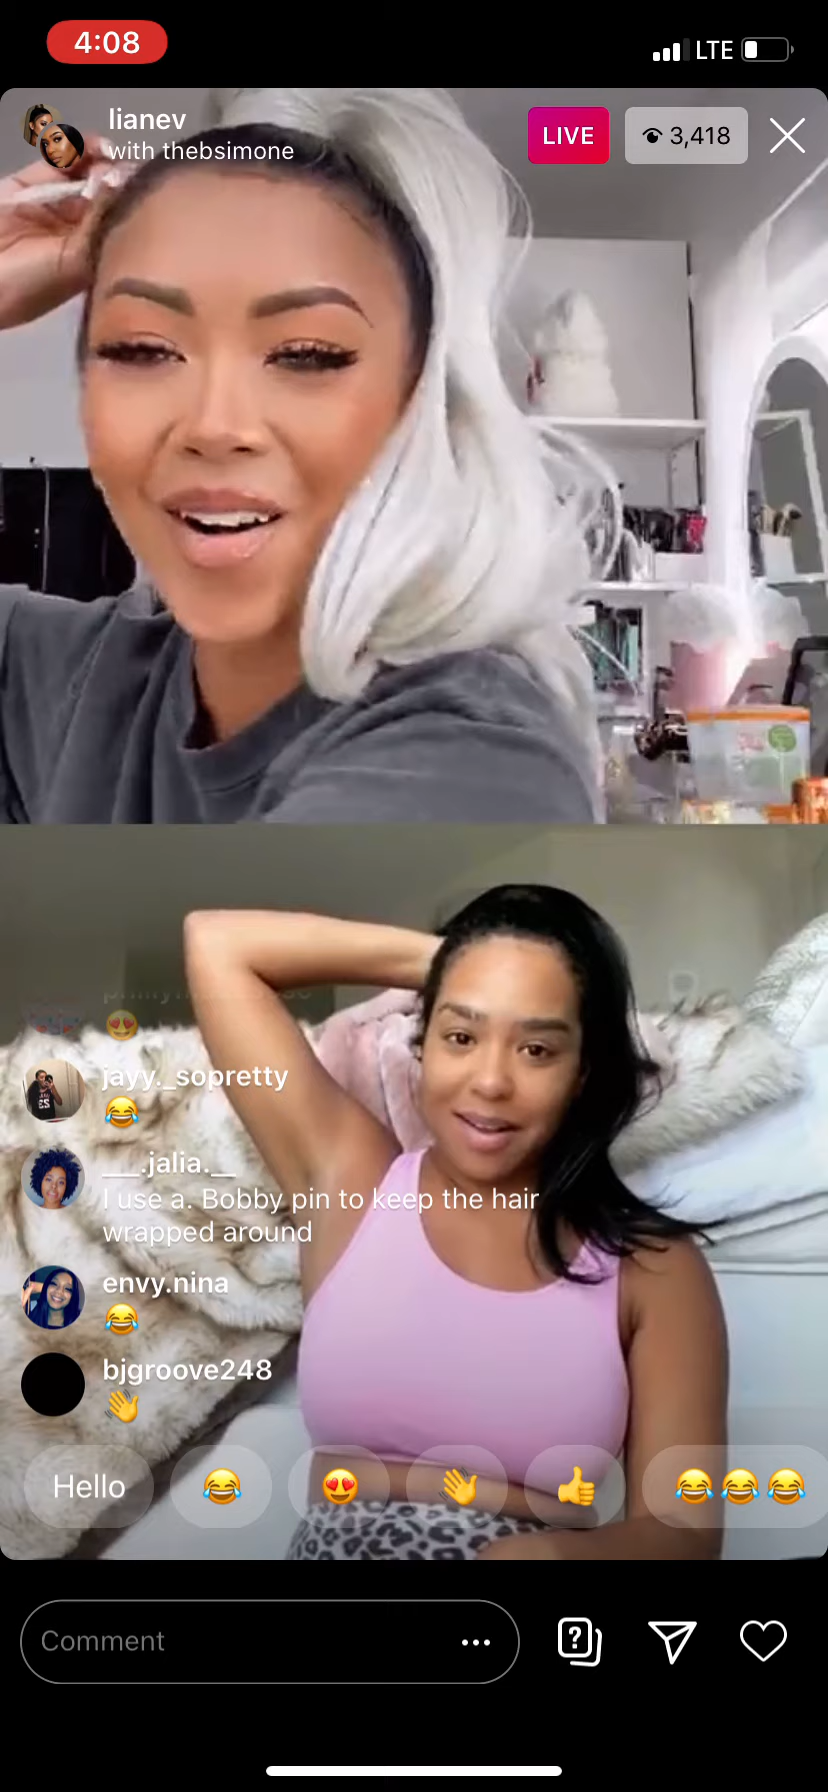 4:08
LTE
lianev
with thebsimone
LIVE
3,418
jayy._sopretty
😂
___.jalia.__
I use a. Bobby pin to keep the hair
wrapped around
envy.nina
😂
bjgroove248
👋
Hello
😂 😍 👋 👍 😂😂😂
Comment